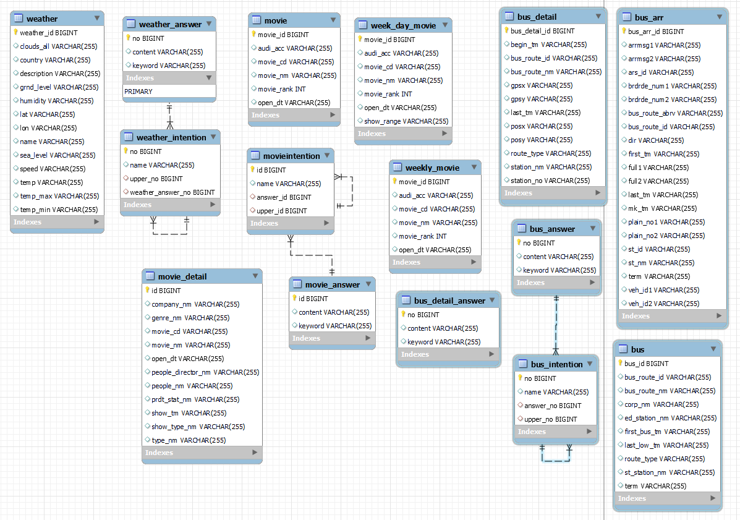 weather
weather_id BIGINT
clouds_all VARCHAR(255)
country VARCHAR(255)
description VARCHAR(255)
grnd_level VARCHAR(255)
humidity VARCHAR(255)
lat VARCHAR(255)
lon VARCHAR(255)
name VARCHAR(255)
sea_level VARCHAR(255)
speed VARCHAR(255)
temp VARCHAR(255)
temp_max VARCHAR(255)
temp_min VARCHAR(255)
Indexes
weather_answer
no BIGINT
content VARCHAR(255)
keyword VARCHAR(255)
Indexes
PRIMARY
weather_intention
no BIGINT
name VARCHAR(255)
upper_no BIGINT
weather_answer_no BIGINT
Indexes
movie
movie_id BIGINT
audi_acc VARCHAR(255)
movie_cd VARCHAR(255)
movie_nm VARCHAR(255)
movie_rank INT
open_dt VARCHAR(255)
Indexes
week_day_movie
movie_id BIGINT
audi_acc VARCHAR(255)
movie_cd VARCHAR(255)
movie_nm VARCHAR(255)
movie_rank INT
open_dt VARCHAR(255)
show_range VARCHAR(255)
Indexes
movieintention
id BIGINT
name VARCHAR(255)
answer_id BIGINT
upper_id BIGINT
Indexes
weekly_movie
movie_id BIGINT
audi_acc VARCHAR(255)
movie_cd VARCHAR(255)
movie_nm VARCHAR(255)
movie_rank INT
open_dt VARCHAR(255)
Indexes
movie_detail
id BIGINT
company_nm VARCHAR(255)
genre_nm VARCHAR(255)
movie_cd VARCHAR(255)
movie_nm VARCHAR(255)
open_dt VARCHAR(255)
people_director_nm VARCHAR(255)
people_nm VARCHAR(255)
prdt_stat_nm VARCHAR(255)
show_tm VARCHAR(255)
show_type_nm VARCHAR(255)
type_nm VARCHAR(255)
Indexes
movie_answer
id BIGINT
content VARCHAR(255)
keyword VARCHAR(255)
Indexes
bus_detail_answer
no BIGINT
content VARCHAR(255)
keyword VARCHAR(255)
Indexes
bus_detail
bus_detail_id BIGINT
begin_tm VARCHAR(255)
bus_route_id VARCHAR(255)
bus_route_nm VARCHAR(255)
gpsx VARCHAR(255)
gpsy VARCHAR(255)
last_tm VARCHAR(255)
posx VARCHAR(255)
posy VARCHAR(255)
route_type VARCHAR(255)
station_nm VARCHAR(255)
station_no VARCHAR(255)
Indexes
bus_answer
no BIGINT
content VARCHAR(255)
keyword VARCHAR(255)
Indexes
bus_intention
no BIGINT
name VARCHAR(255)
answer_no BIGINT
upper_no BIGINT
Indexes
bus_arr
bus_arr_id BIGINT
arrmsg1 VARCHAR(255)
arrmsg2 VARCHAR(255)
ars_id VARCHAR(255)
brdrde_num1 VARCHAR(255)
brdrde_num2 VARCHAR(255)
bus_route_abrv VARCHAR(255)
bus_route_id VARCHAR(255)
dir VARCHAR(255)
first_tm VARCHAR(255)
full1 VARCHAR(255)
full2 VARCHAR(255)
last_tm VARCHAR(255)
mk_tm VARCHAR(255)
plain_no1 VARCHAR(255)
plain_no2 VARCHAR(255)
st_id VARCHAR(255)
st_nm VARCHAR(255)
term VARCHAR(255)
veh_id1 VARCHAR(255)
veh_id2 VARCHAR(255)
Indexes
bus
bus_id BIGINT
bus_route_id VARCHAR(255)
bus_route_nm VARCHAR(255)
corp_nm VARCHAR(255)
ed_station_nm VARCHAR(255)
first_bus_tm VARCHAR(255)
last_low_tm VARCHAR(255)
route_type VARCHAR(255)
st_station_nm VARCHAR(255)
term VARCHAR(255)
Indexes